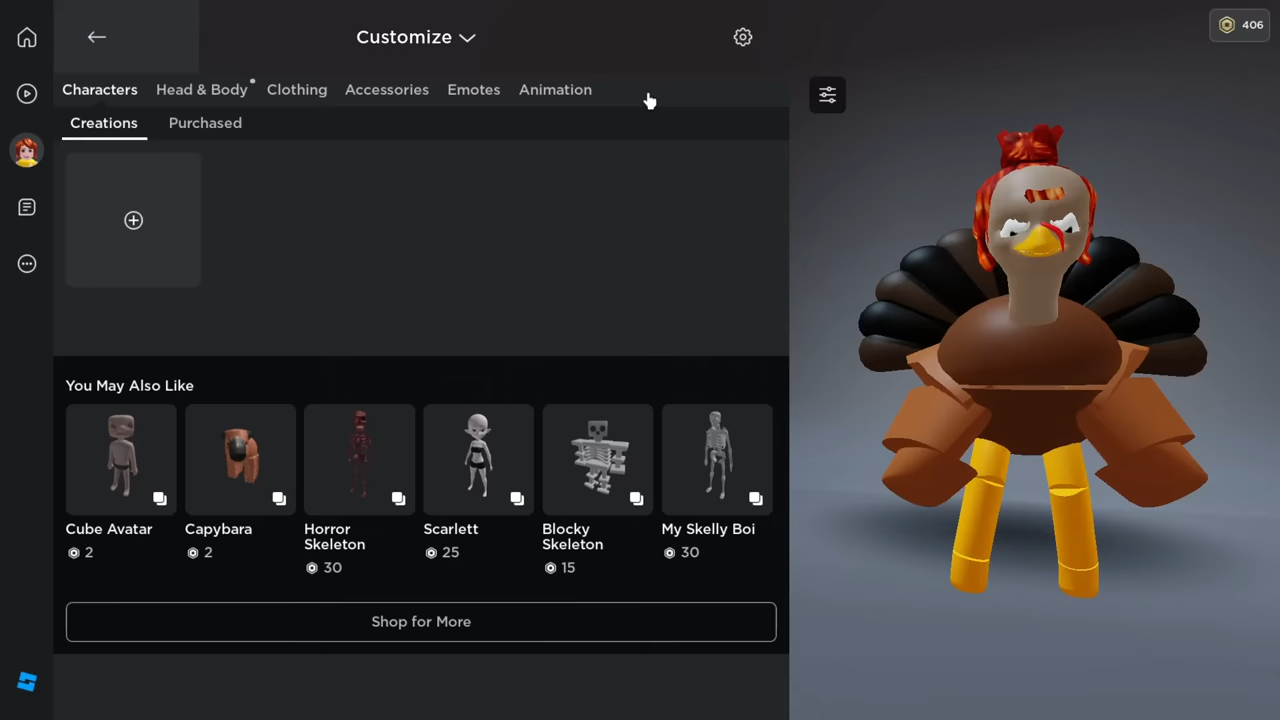 Customize
406
Characters Head & Body Clothing Accessories Emotes Animation
Creations Purchased
You May Also Like
Cube Avatar
2
Capybara
2
Horror
Skeleton
30
Scarlett
25
Blocky
Skeleton
15
My Skelly Boi
30
Shop for More